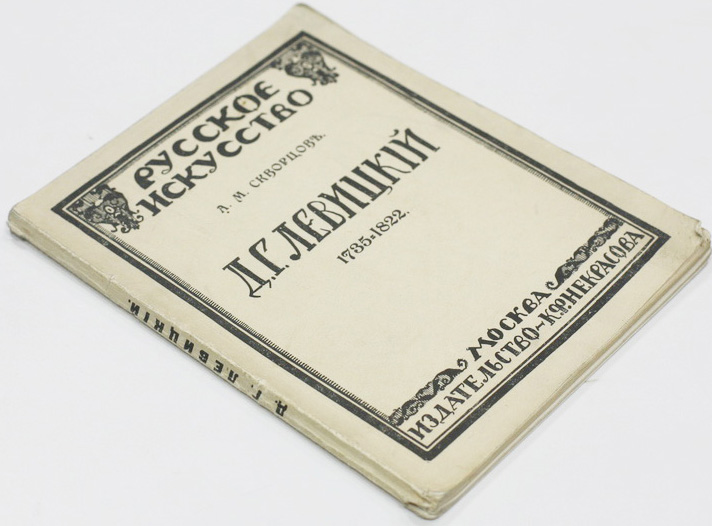 РУССКОЕ
ИСКУССТВО
А. М. СКВОРЦОВЪ.
Д.Г. ЛЕВИЦКІЙ
1735=1822.
МОСКВА
ИЗДАТЕЛЬСТВО~К.Ф.НЕКРАСОВА
Д. Г. ЛЕВИЦКІЙ.